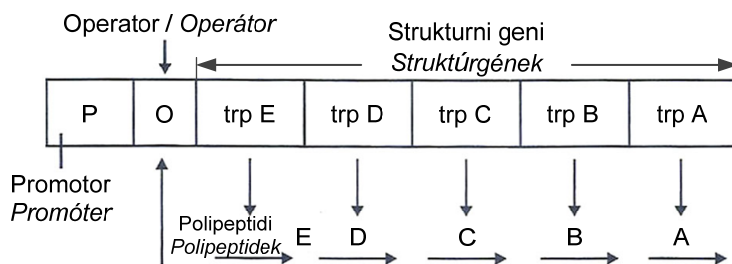 Operator / Operátor
Strukturni geni
Struktúrgének
P
O
trp E
trp D
trp C
trp B
trp A
Promotor
Promóter
Polipeptidi
Polipeptidek
E
D
C
B
A